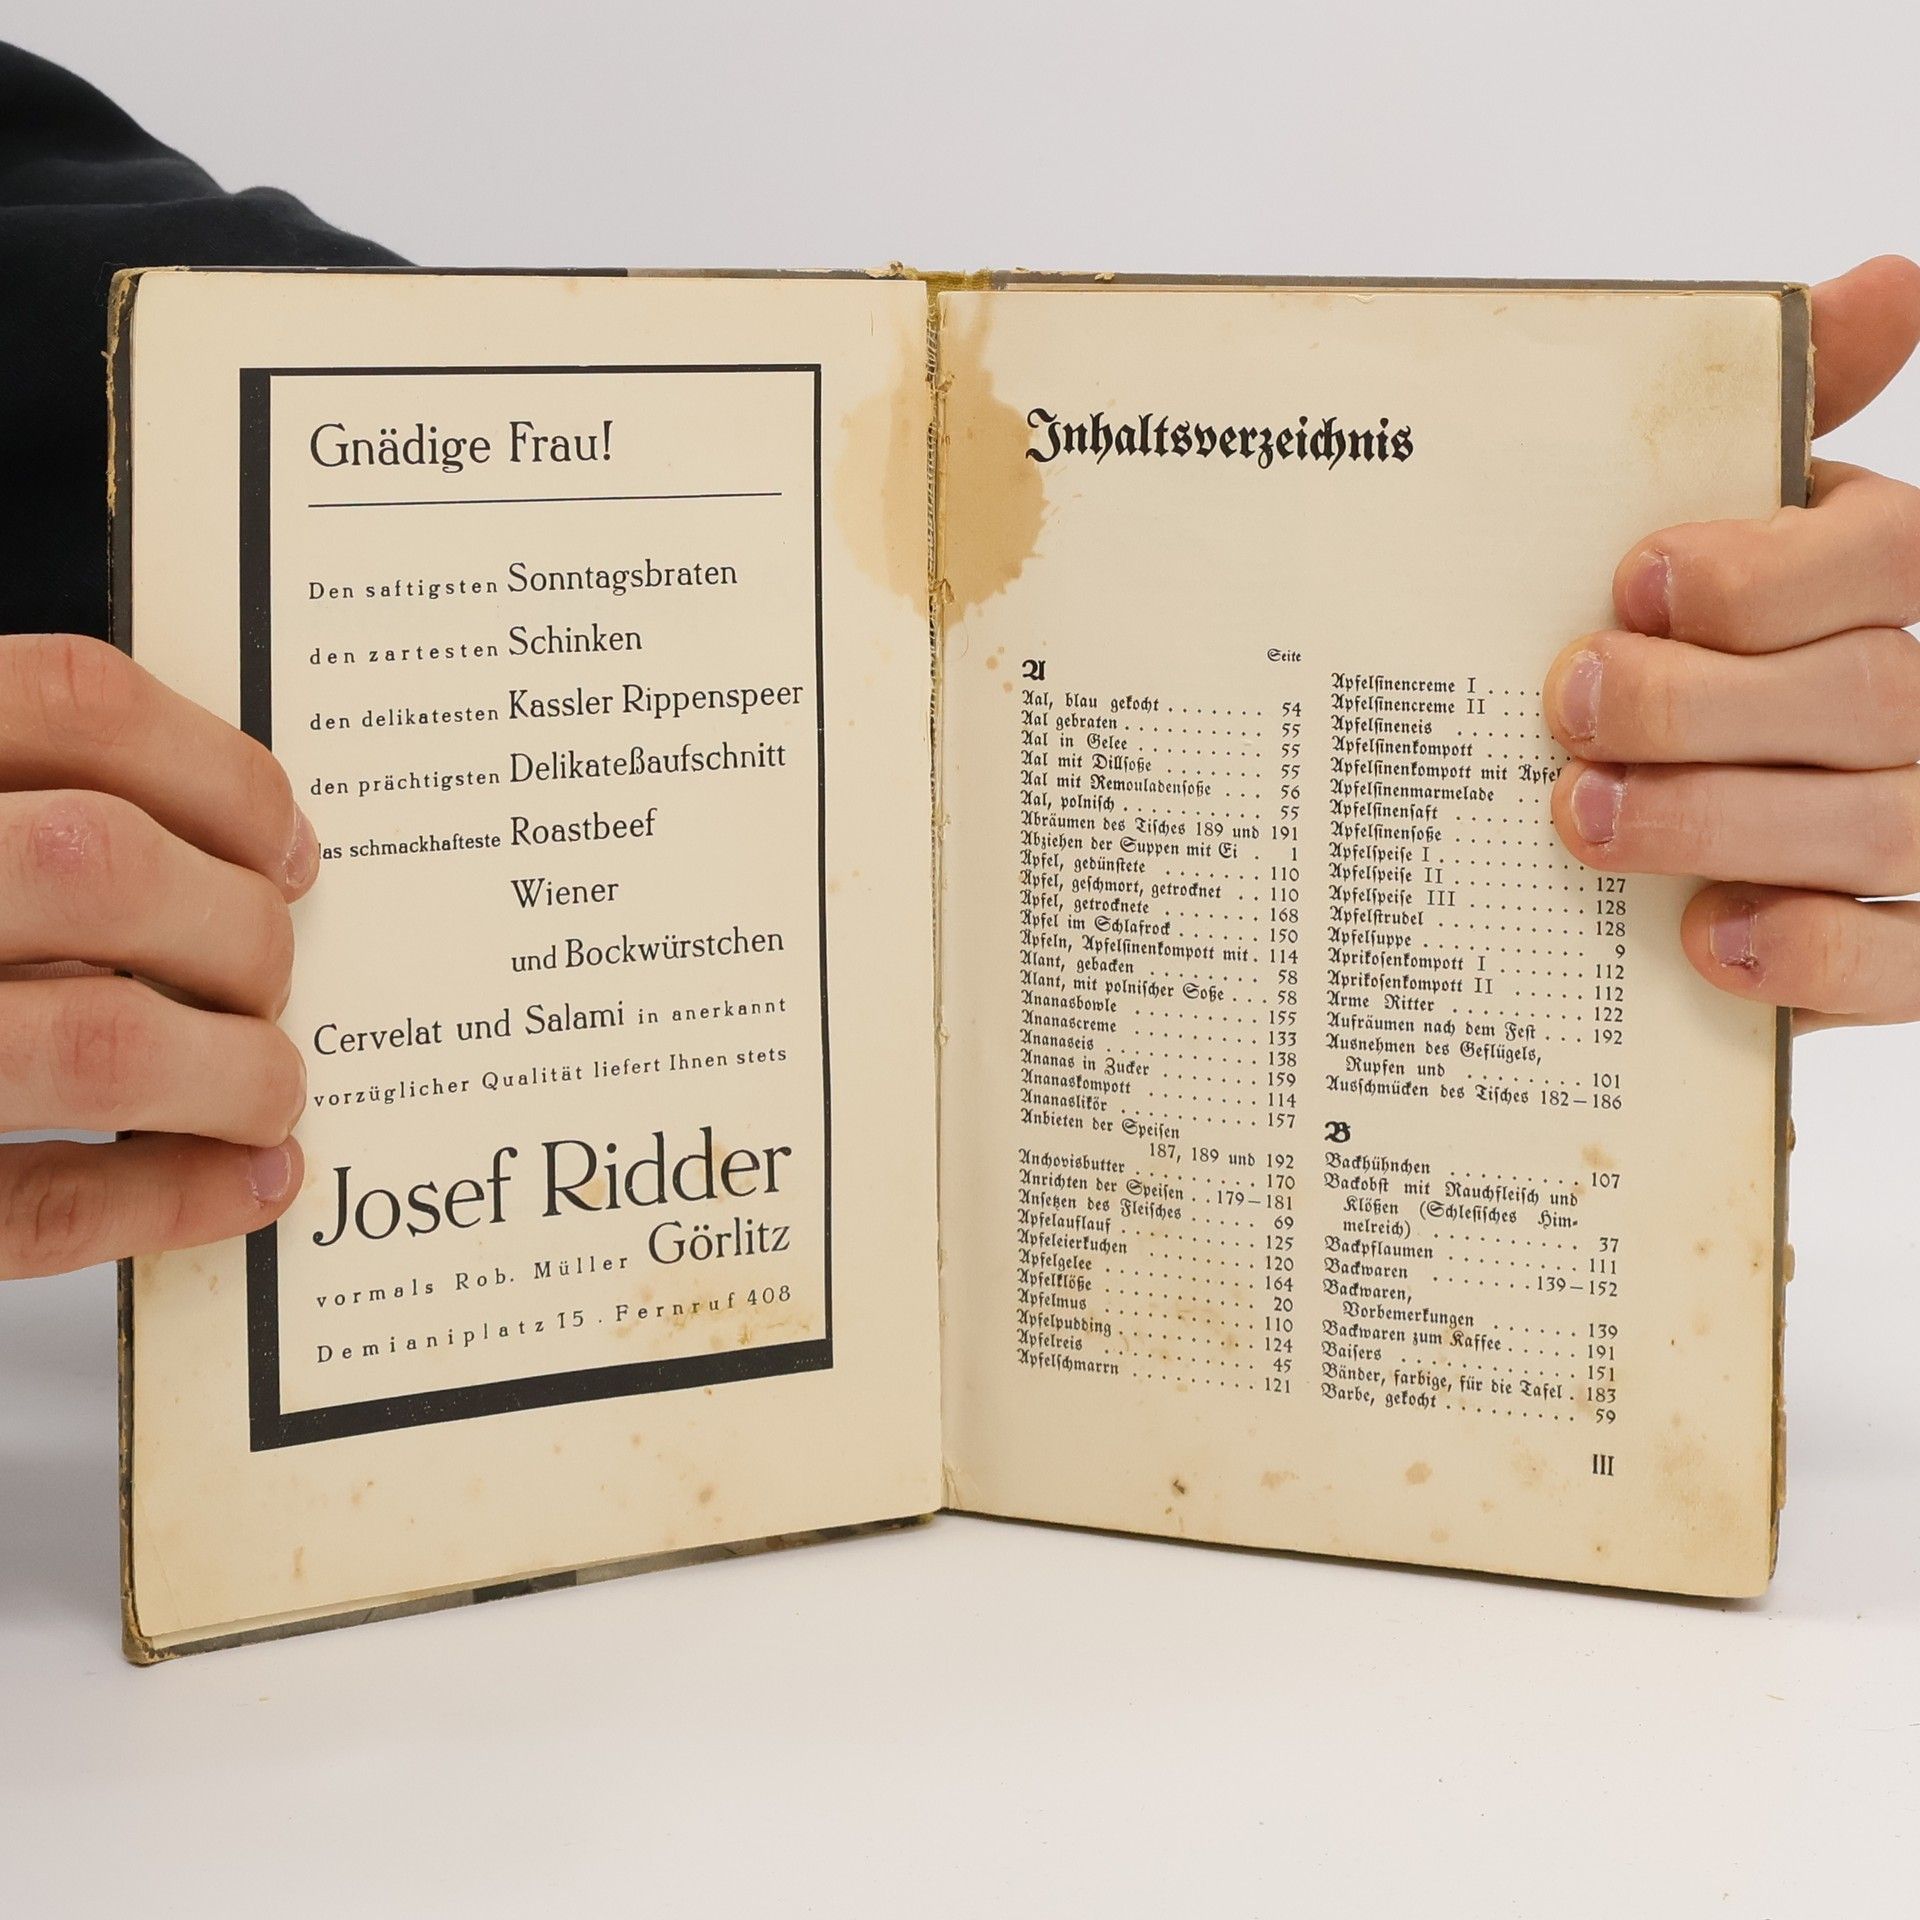 Gnädige Frau!
Den saftigsten Sonntagsbraten
den zartesten Schinken
den delikatesten Kassler Rippenspeer
den prächtigsten Delikateßaufschnitt
das schmackhafteste Roastbeef
Wiener
und Bockwürstchen
Cervelat und Salami in anerkannt
vorzüglicher Qualität liefert Ihnen stets
Josef Ridder
vormals Rob. Müller Görlitz
Demianiplatz 15 . Fernruf 408
Inhaltsverzeichnis
Seite
A
Aal, blau gekocht . . . . . . . 54
Aal gebraten . . . . . . . . . . 55
Aal in Gelee . . . . . . . . . 55
Aal mit Dillsoße . . . . . . . 55
Aal mit Remouladensoße . . . 56
Aal, polnisch . . . . . . . . . . 55
Abräumen des Tisches 189 und 191
Abziehen der Suppen mit Ei . 1
Äpfel, gedünstete . . . . . . . 110
Äpfel, geschmort, getrocknet . . 110
Äpfel, getrocknete . . . . . . . 168
Äpfel im Schlafrock . . . . . . 150
Äpfeln, Apfelsinenkompott mit . 114
Alant, gebacken . . . . . . . . 58
Alant, mit polnischer Soße . . . 58
Ananasbowle . . . . . . . . . 155
Ananascreme . . . . . . . . . 133
Ananaseis . . . . . . . . . . . 138
Ananas in Zucker . . . . . . . 159
Ananaskompott . . . . . . . . 114
Ananaslikör . . . . . . . . . . 157
Anbieten der Speisen
187, 189 und 192
Anchovisbutter . . . . . . . . . 170
Anrichten der Speisen . . 179—181
Ansetzen des Fleisches . . . . . 69
Apfelauflauf . . . . . . . . . . 125
Apfeleierkuchen . . . . . . . . 120
Apfelgelee . . . . . . . . . . . 164
Apfelklöße . . . . . . . . . . . 20
Apfelmus . . . . . . . . . . . 110
Apfelpudding . . . . . . . . . . 124
Apfelreis . . . . . . . . . . . 45
Apfelschmarrn . . . . . . . . . 121
Apfelsinencreme I . . . .
Apfelsinencreme II . . .
Apfelsineneis . . . . . .
Apfelsinenkompott . . . . .
Apfelsinenkompott mit Äpfel
Apfelsinenmarmelade . .
Apfelsinensaft . . . . . .
Apfelsinensoße . . . . . .
Apfelspeise I . . . . . . . .
Apfelspeise II . . . . . . . . . 127
Apfelspeise III . . . . . . . . 128
Apfelstrudel . . . . . . . . . . 128
Apfelsuppe . . . . . . . . . . . 9
Aprikosenkompott I . . . . . . 112
Aprikosenkompott II . . . . . 112
Arme Ritter . . . . . . . . . 122
Aufräumen nach dem Fest . . . 192
Ausnehmen des Geflügels,
Rupfen und . . . . . . . . 101
Ausschmücken des Tisches 182—186
B
Backhühnchen . . . . . . . . . 107
Backobst mit Rauchfleisch und
Klößen (Schlesisches Him-
melreich) . . . . . . . . . . 37
Backpflaumen . . . . . . . . . 111
Backwaren . . . . . . . 139—152
Backwaren,
Vorbemerkungen . . . . . . 139
Backwaren zum Kaffee . . . . . 191
Baisers . . . . . . . . . . . . 151
Bänder, farbige, für die Tafel . 183
Barbe, gekocht . . . . . . . . . 59
III